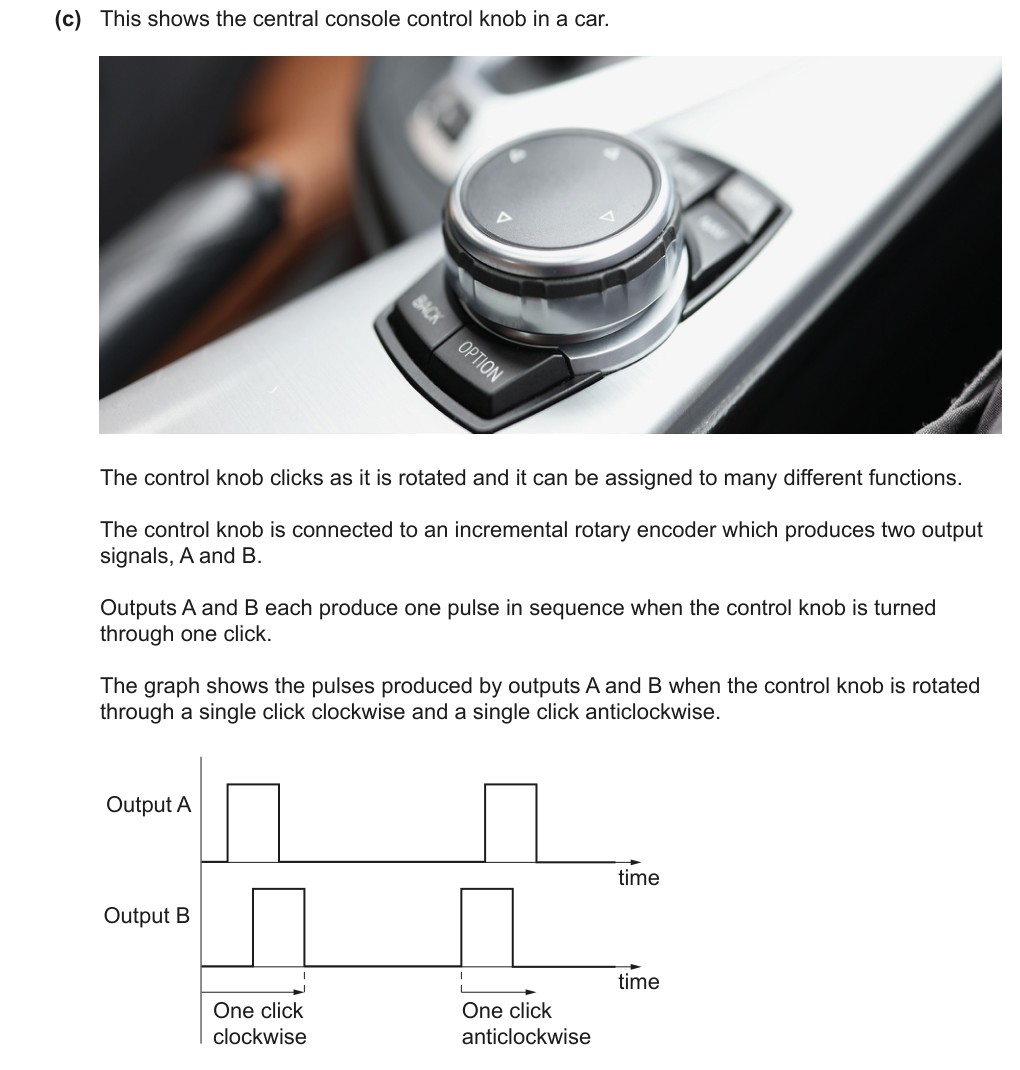 (c) This shows the central console control knob in a car.
BACK
OPTION
The control knob clicks as it is rotated and it can be assigned to many different functions.
The control knob is connected to an incremental rotary encoder which produces two output
signals, A and B.
Outputs A and B each produce one pulse in sequence when the control knob is turned
through one click.
The graph shows the pulses produced by outputs A and B when the control knob is rotated
through a single click clockwise and a single click anticlockwise.
Output A
time
Output B
time
One click
clockwise
One click
anticlockwise